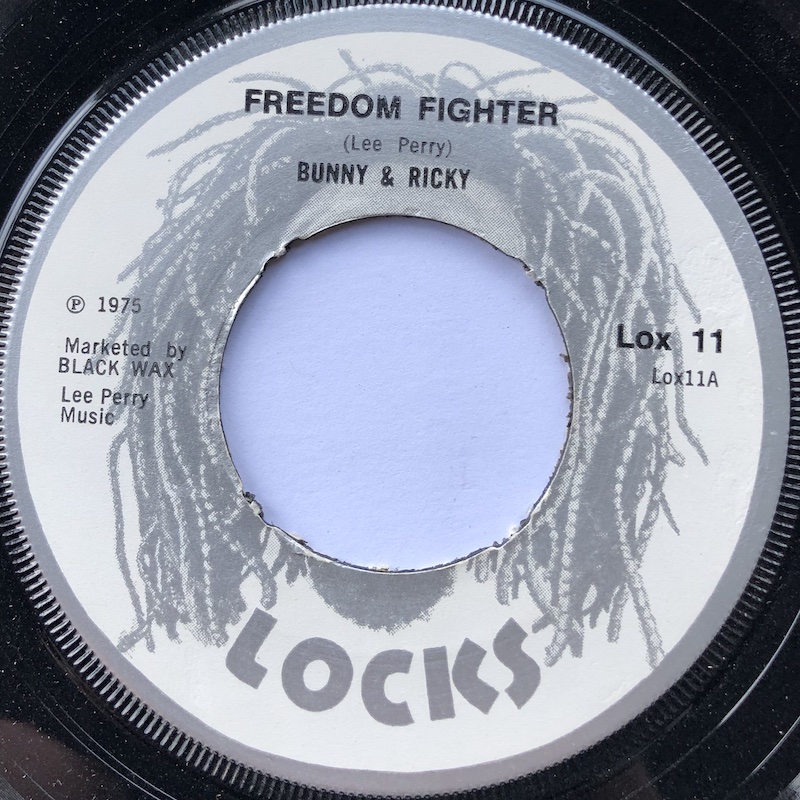 FREEDOM FIGHTER
(Lee Perry)
BUNNY & RICKY
℗ 1975
Marketed by
BLACK WAX
Lee Perry
Music
Lox 11
Lox11A
LOCKS